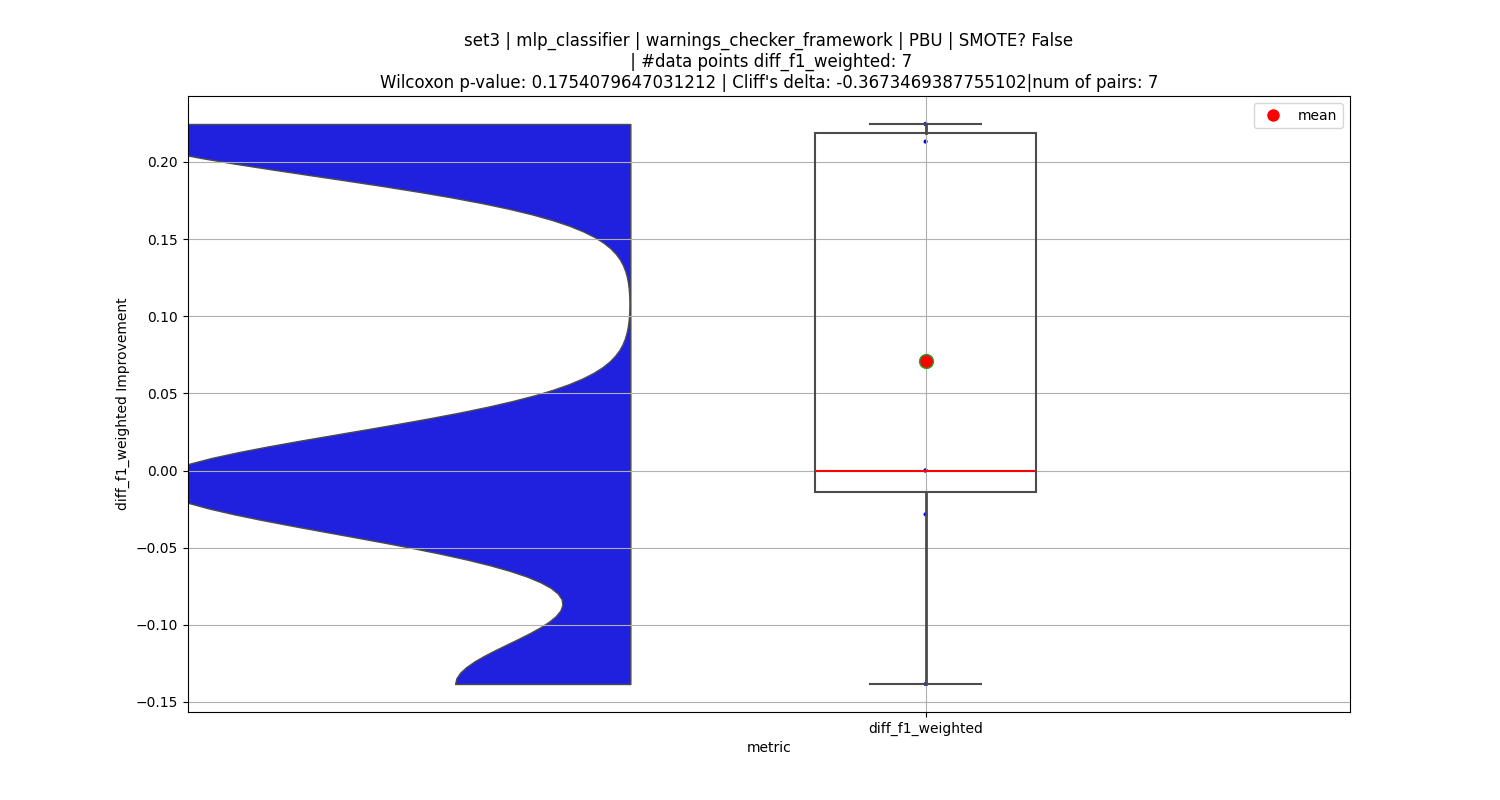 set3 | mlp_classifier | warnings_checker_framework | PBU | SMOTE? False
| #data points diff_f1_weighted: 7
Wilcoxon p-value: 0.1754079647031212 | Cliff's delta: -0.3673469387755102|num of pairs: 7
mean
0.20
0.15
0.10
0.05
0.00
−0.05
−0.10
−0.15
diff_f1_weighted Improvement
diff_f1_weighted
metric